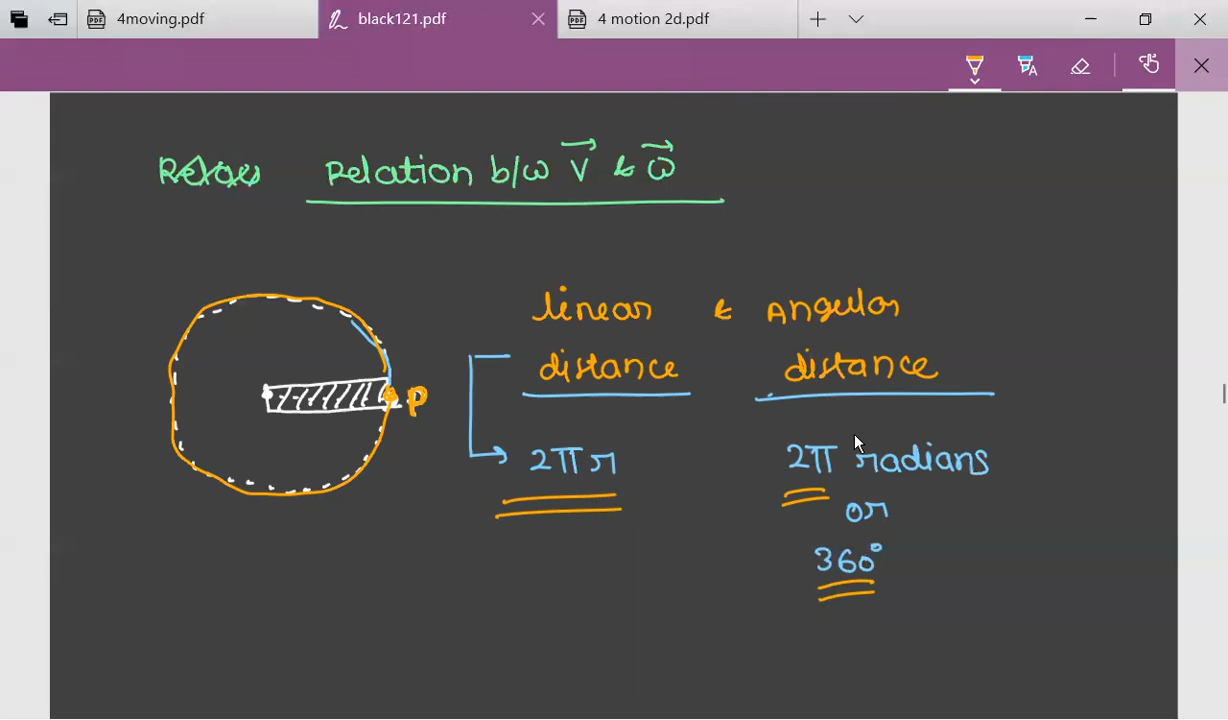 4moving.pdf
black121.pdf
4 motion 2d.pdf
Relation b/w V & ω
linear & Angular
distance distance
P
2πr 2π radians
or
360°